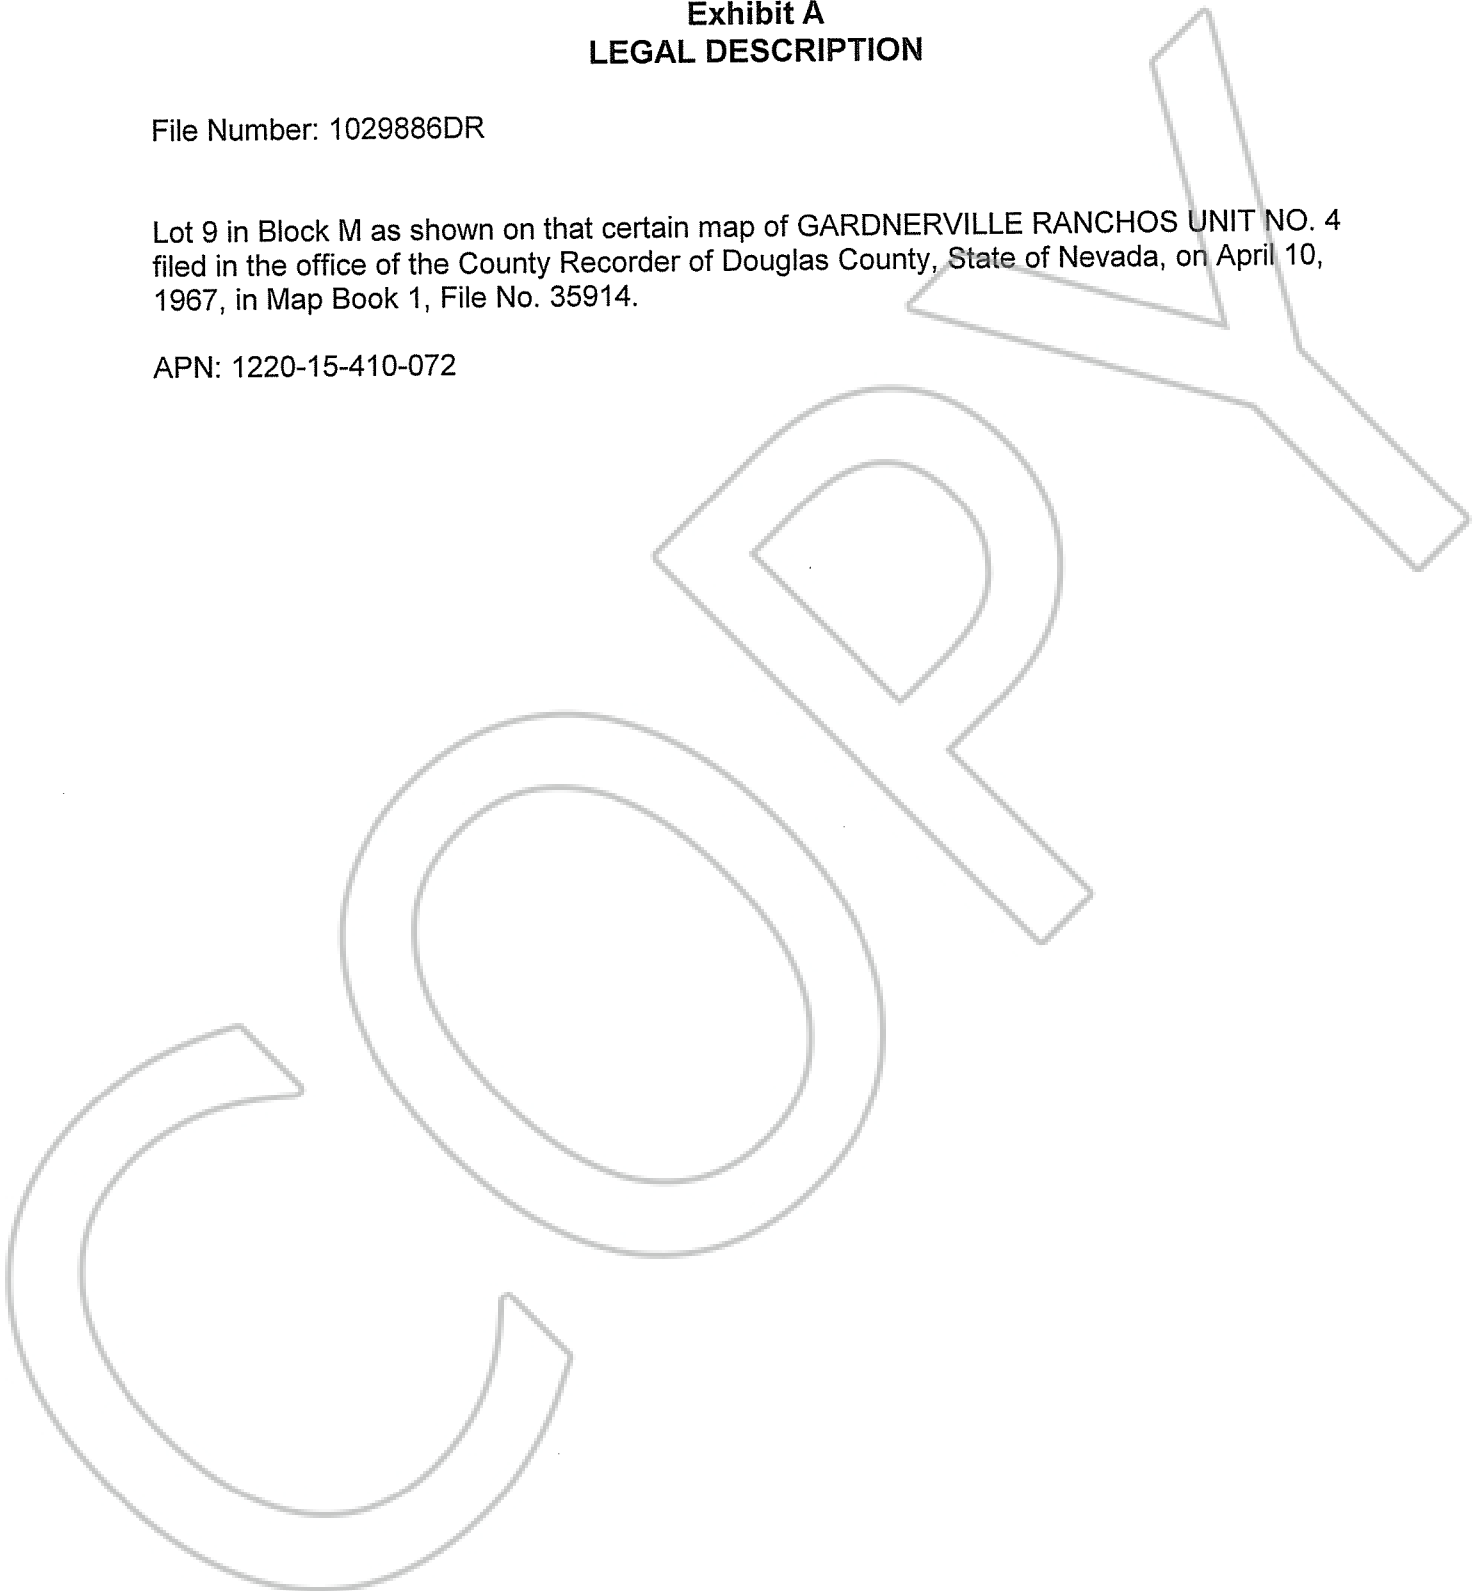 Exhibit A
LEGAL DESCRIPTION
File Number: 1029886DR
Lot 9 in Block M as shown on that certain map of GARDNERVILLE RANCHOS UNIT NO. 4
filed in the office of the County Recorder of Douglas County, State of Nevada, on April 10,
1967, in Map Book 1, File No. 35914.
APN: 1220-15-410-072
COPY